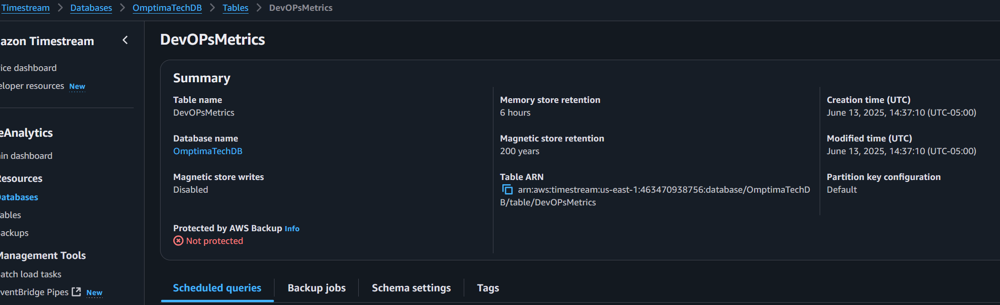 Timestream > Databases > OmptimaTechDB > Tables > DevOPsMetrics
azon Timestream
ice dashboard
eloper resources New
eAnalytics
in dashboard
Resources
Databases
ables
ackups
Management Tools
atch load tasks
ventBridge Pipes New
DevOPsMetrics
Summary
Table name
DevOPsMetrics
Database name
OmptimaTechDB
Magnetic store writes
Disabled
Protected by AWS Backup Info
Not protected
Memory store retention
6 hours
Magnetic store retention
200 years
Table ARN
arn:aws:timestream:us-east-1:463470938756:database/OmptimaTechD
B/table/DevOPsMetrics
Creation time (UTC)
June 13, 2025, 14:37:10 (UTC-05:00)
Modified time (UTC)
June 13, 2025, 14:37:10 (UTC-05:00)
Partition key configuration
Default
Scheduled queries
Backup jobs
Schema settings
Tags